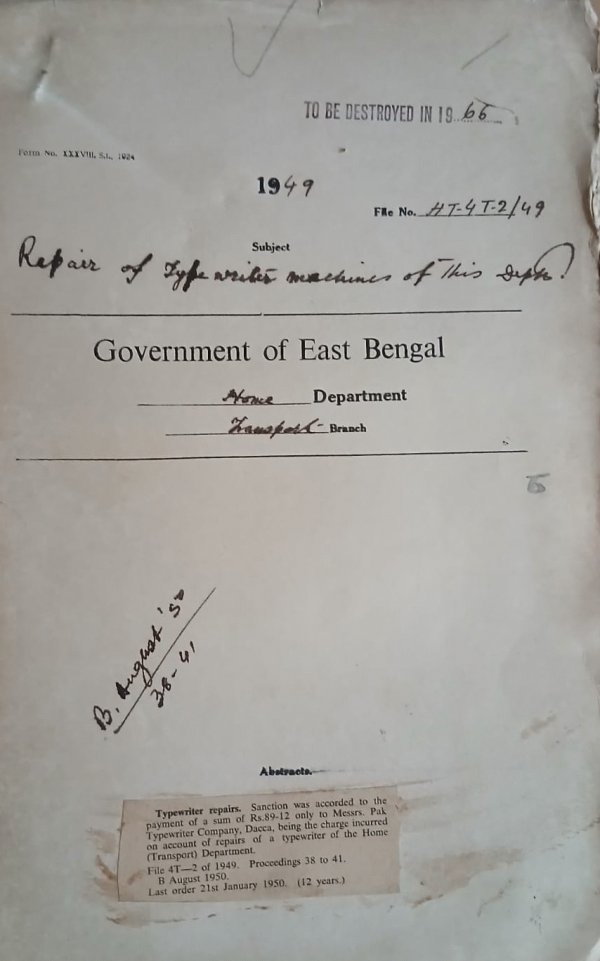 TO BE DESTROYED IN 1966
Form No. XXXVIII, S.L., 1924
1949
File No. HT-4T-2/49
Subject
Repair of Typewriter machines of this Deptt.
Government of East Bengal
Home Department
Transport Branch
B. August '50
38-41
Abstracts.
Typewriter repairs. Sanction was accorded to the
payment of a sum of Rs.89-12 only to Messrs. Pak
Typewriter Company, Dacca, being the charge incurred
on account of repairs of a typewriter of the Home
(Transport) Department.
File 4T—2 of 1949. Proceedings 38 to 41.
B August 1950.
Last order 21st January 1950. (12 years.)